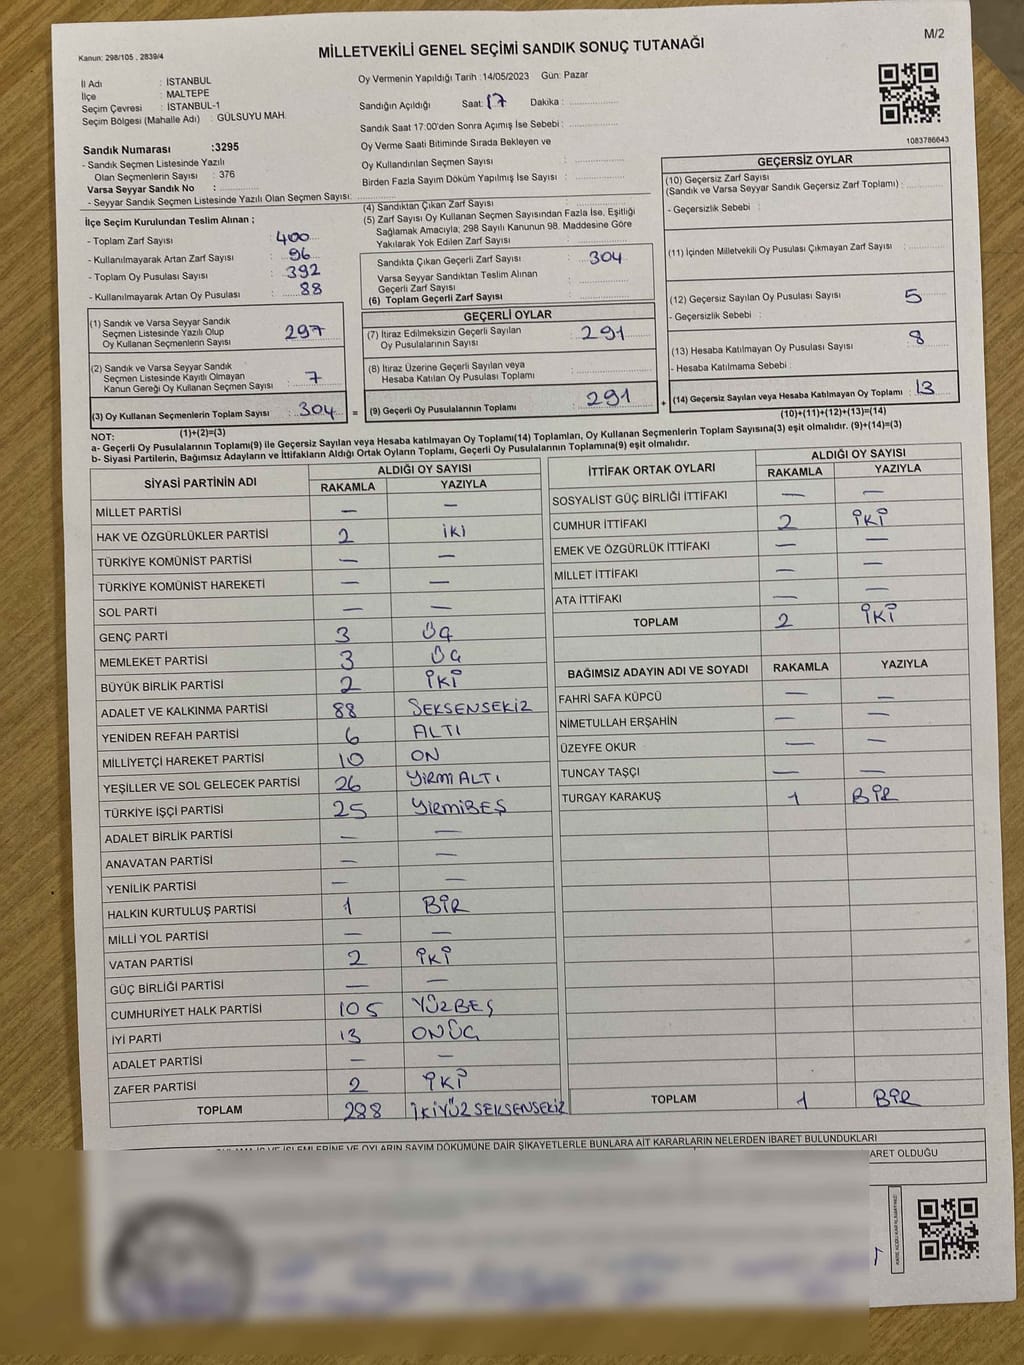 M/2
Kanun: 298/105 , 2839/4
MİLLETVEKİLİ GENEL SEÇİMİ SANDIK SONUÇ TUTANAĞI
İl Adı : İSTANBUL
İlçe : MALTEPE
Seçim Çevresi : İSTANBUL-1
Seçim Bölgesi (Mahalle Adı) : GÜLSUYU MAH.
Oy Vermenin Yapıldığı Tarih : 14/05/2023 Gün: Pazar
Sandığın Açıldığı Saat: 17 Dakika :
Sandık Saat 17:00'den Sonra Açımış İse Sebebi :
Oy Verme Saati Bitiminde Sırada Bekleyen ve
Oy Kullandırılan Seçmen Sayısı :
Birden Fazla Sayım Döküm Yapılmış İse Sayısı :
1083786643
Sandık Numarası :3295
- Sandık Seçmen Listesinde Yazılı
Olan Seçmenlerin Sayısı : 376
Varsa Seyyar Sandık No :
- Seyyar Sandık Seçmen Listesinde Yazılı Olan Seçmen Sayısı:
İlçe Seçim Kurulundan Teslim Alınan ;
- Toplam Zarf Sayısı : 400
- Kullanılmayarak Artan Zarf Sayısı : 96
- Toplam Oy Pusulası Sayısı : 392
- Kullanılmayarak Artan Oy Pusulası : 88
(4) Sandıktan Çıkan Zarf Sayısı :
(5) Zarf Sayısı Oy Kullanan Seçmen Sayısından Fazla İse, Eşitliği
Sağlamak Amacıyla; 298 Sayılı Kanunun 98. Maddesine Göre
Yakılarak Yok Edilen Zarf Sayısı :
Sandıkta Çıkan Geçerli Zarf Sayısı : 304
Varsa Seyyar Sandıktan Teslim Alınan
Geçerli Zarf Sayısı :
(6) Toplam Geçerli Zarf Sayısı :
GEÇERSİZ OYLAR
(10) Geçersiz Zarf Sayısı
(Sandık ve Varsa Seyyar Sandık Geçersiz Zarf Toplamı) :
- Geçersizlik Sebebi :
(11) İçinden Milletvekili Oy Pusulası Çıkmayan Zarf Sayısı :
(12) Geçersiz Sayılan Oy Pusulası Sayısı : 5
- Geçersizlik Sebebi :
(13) Hesaba Katılmayan Oy Pusulası Sayısı : 8
- Hesaba Katılmama Sebebi :
(14) Geçersiz Sayılan veya Hesaba Katılmayan Oy Toplamı : 13
(10)+(11)+(12)+(13)=(14)
(1) Sandık ve Varsa Seyyar Sandık
Seçmen Listesinde Yazılı Olup
Oy Kullanan Seçmenlerin Sayısı : 297
(2) Sandık ve Varsa Seyyar Sandık
Seçmen Listesinde Kayıtlı Olmayan
Kanun Gereği Oy Kullanan Seçmen Sayısı : 7
(3) Oy Kullanan Seçmenlerin Toplam Sayısı : 304 =
(1)+(2)=(3)
GEÇERLİ OYLAR
(7) İtiraz Edilmeksizin Geçerli Sayılan
Oy Pusulalarının Sayısı : 291
(8) İtiraz Üzerine Geçerli Sayılan veya
Hesaba Katılan Oy Pusulası Toplamı :
(9) Geçerli Oy Pusulalarının Toplamı : 291 +
NOT:
a- Geçerli Oy Pusulalarının Toplamı(9) ile Geçersiz Sayılan veya Hesaba katılmayan Oy Toplamı(14) Toplamları, Oy Kullanan Seçmenlerin Toplam Sayısına(3) eşit olmalıdır. (9)+(14)=(3)
b- Siyasi Partilerin, Bağımsız Adayların ve İttifakların Aldığı Ortak Oyların Toplamı, Geçerli Oy Pusulalarının Toplamına(9) eşit olmalıdır.
SİYASİ PARTİNİN ADI ALDIĞI OY SAYISI
RAKAMLA YAZIYLA
MİLLET PARTİSİ — —
HAK VE ÖZGÜRLÜKLER PARTİSİ 2 İKİ
TÜRKİYE KOMÜNİST PARTİSİ — —
TÜRKİYE KOMÜNİST HAREKETİ — —
SOL PARTİ — —
GENÇ PARTİ 3 ÜÇ
MEMLEKET PARTİSİ 3 ÜÇ
BÜYÜK BİRLİK PARTİSİ 2 İKİ
ADALET VE KALKINMA PARTİSİ 88 SEKSENSEKİZ
YENİDEN REFAH PARTİSİ 6 ALTI
MİLLİYETÇİ HAREKET PARTİSİ 10 ON
YEŞİLLER VE SOL GELECEK PARTİSİ 26 YİRMİ ALTI
TÜRKİYE İŞÇİ PARTİSİ 25 YİRMİBEŞ
ADALET BİRLİK PARTİSİ — —
ANAVATAN PARTİSİ — —
YENİLİK PARTİSİ — —
HALKIN KURTULUŞ PARTİSİ 1 BİR
MİLLİ YOL PARTİSİ — —
VATAN PARTİSİ 2 İKİ
GÜÇ BİRLİĞİ PARTİSİ — —
CUMHURİYET HALK PARTİSİ 105 YÜZBEŞ
İYİ PARTİ 13 ONÜÇ
ADALET PARTİSİ — —
ZAFER PARTİSİ 2 İKİ
TOPLAM 288 İKİYÜZ SEKSENSEKİZ
İTTİFAK ORTAK OYLARI ALDIĞI OY SAYISI
RAKAMLA YAZIYLA
SOSYALİST GÜÇ BİRLİĞİ İTTİFAKI — —
CUMHUR İTTİFAKI 2 İKİ
EMEK VE ÖZGÜRLÜK İTTİFAKI — —
MİLLET İTTİFAKI — —
ATA İTTİFAKI — —
TOPLAM 2 İKİ
BAĞIMSIZ ADAYIN ADI VE SOYADI RAKAMLA YAZIYLA
FAHRİ SAFA KÜPCÜ — —
NİMETULLAH ERŞAHİN — —
ÜZEYFE OKUR — —
TUNCAY TAŞÇI — —
TURGAY KARAKUŞ 1 BİR
TOPLAM 1 BİR
İŞLEMLERİNE VE OYLARIN SAYIM DÖKÜMÜNE DAİR ŞİKAYETLERLE BUNLARA AİT KARARLARIN NELERDEN İBARET BULUNDUKLARI
ARET OLDUĞU